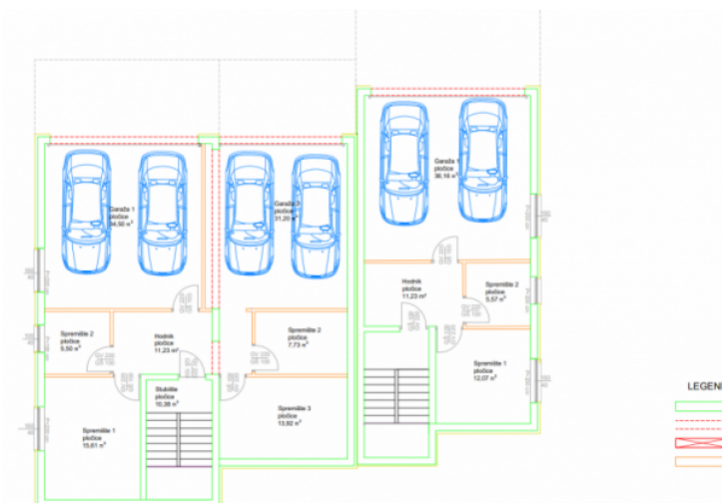 Garaža 1
pločice
36,16 m²
Garaža 1
pločice
34,50 m²
Garaža 3
pločice
31,20 m²
Hodnik
pločice
11,23 m²
Spremište 2
pločice
5,57 m²
Spremište 2
pločice
5,50 m²
Hodnik
pločice
11,23 m²
Spremište 2
pločice
7,73 m²
Spremište 1
pločice
12,07 m²
Stubište
pločice
10,38 m²
LEGEN
Spremište 3
pločice
13,92 m²
Spremište 1
pločice
15,61 m²